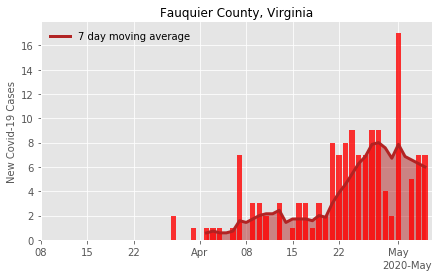 Fauquier County, Virginia
7 day moving average
New Covid-19 Cases
16
14
12
10
8
6
4
2
0
08 15 22 Apr 08 15 22 May
2020-May